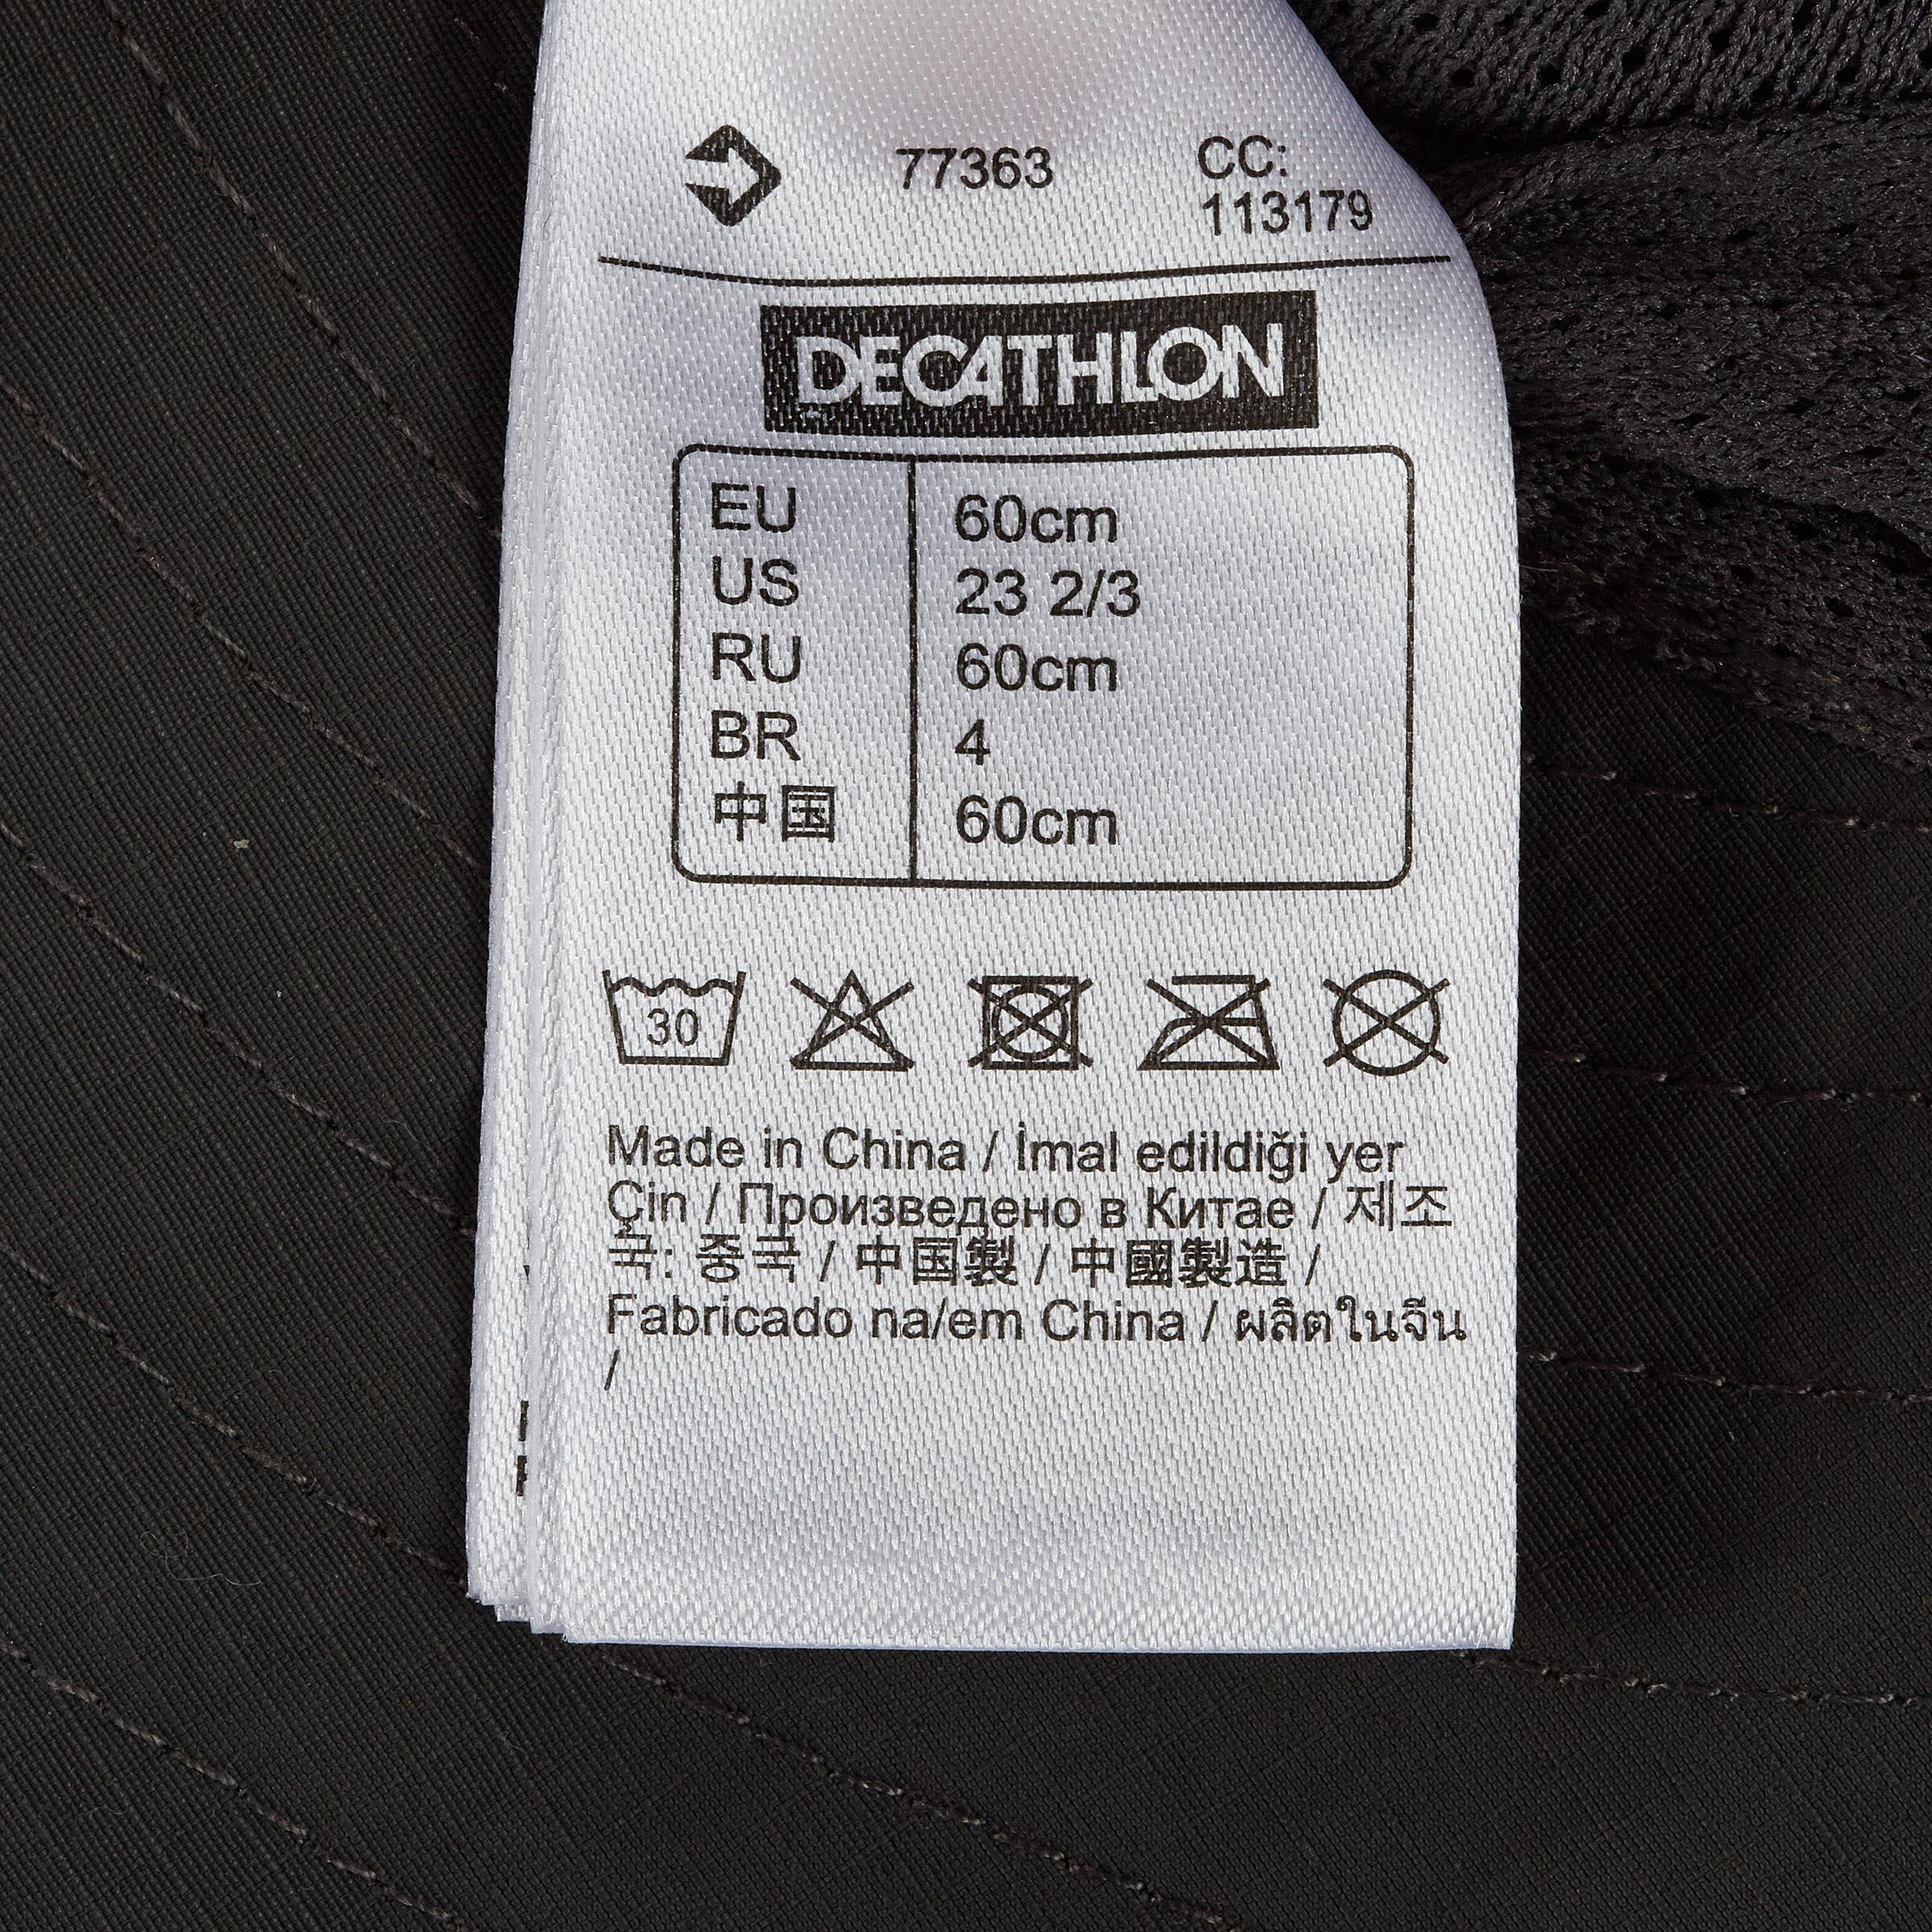 77363 CC:
113179
DECATHLON
EU 60cm
US 23 2/3
RU 60cm
BR 4
中国 60cm
30
Made in China / İmal edildiği yer
Çin / Произведено в Китае / 제조
국: 중국 / 中国製 / 中國製造 /
Fabricado na/em China / ผลิตในจีน
/